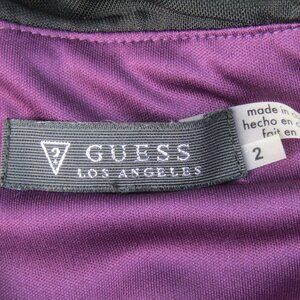 ? GUESS
LOS ANGELES
made in
hecho en
fait en
2